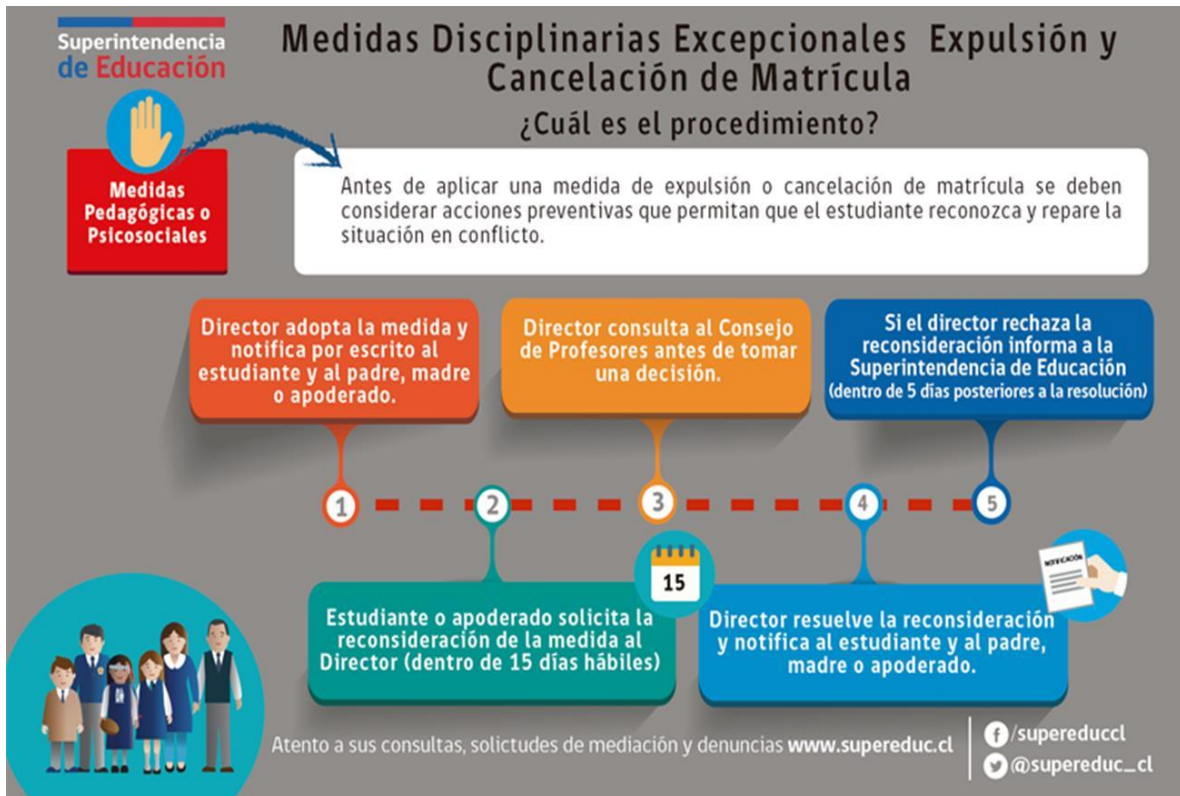 Superintendencia
de Educación
Medidas Disciplinarias Excepcionales Expulsión y
Cancelación de Matrícula
¿Cuál es el procedimiento?
Medidas
Pedagógicas o
Psicosociales
Antes de aplicar una medida de expulsión o cancelación de matrícula se deben
considerar acciones preventivas que permitan que el estudiante reconozca y repare la
situación en conflicto.
Director adopta la medida y
notifica por escrito al
estudiante y al padre, madre
o apoderado.
1
Estudiante o apoderado solicita la
reconsideración de la medida al
Director (dentro de 15 días hábiles)
2
15
Director consulta al Consejo
de Profesores antes de tomar
una decisión.
3
Director resuelve la reconsideración
y notifica al estudiante y al padre,
madre o apoderado.
4
NOTIFICACIÓN
Si el director rechaza la
reconsideración informa a la
Superintendencia de Educación
(dentro de 5 días posteriores a la resolución)
5
Atento a sus consultas, solictudes de mediación y denuncias www.supereduc.cl
f /supereduccl
@supereduc_cl